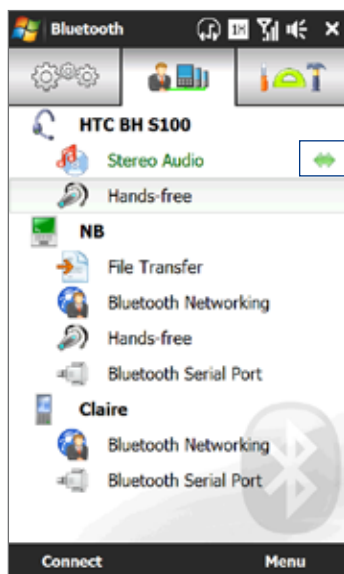 Bluetooth
1H
HTC BH S100
Stereo Audio
Hands-free
NB
File Transfer
Bluetooth Networking
Hands-free
Bluetooth Serial Port
Claire
Bluetooth Networking
Bluetooth Serial Port
Connect Menu